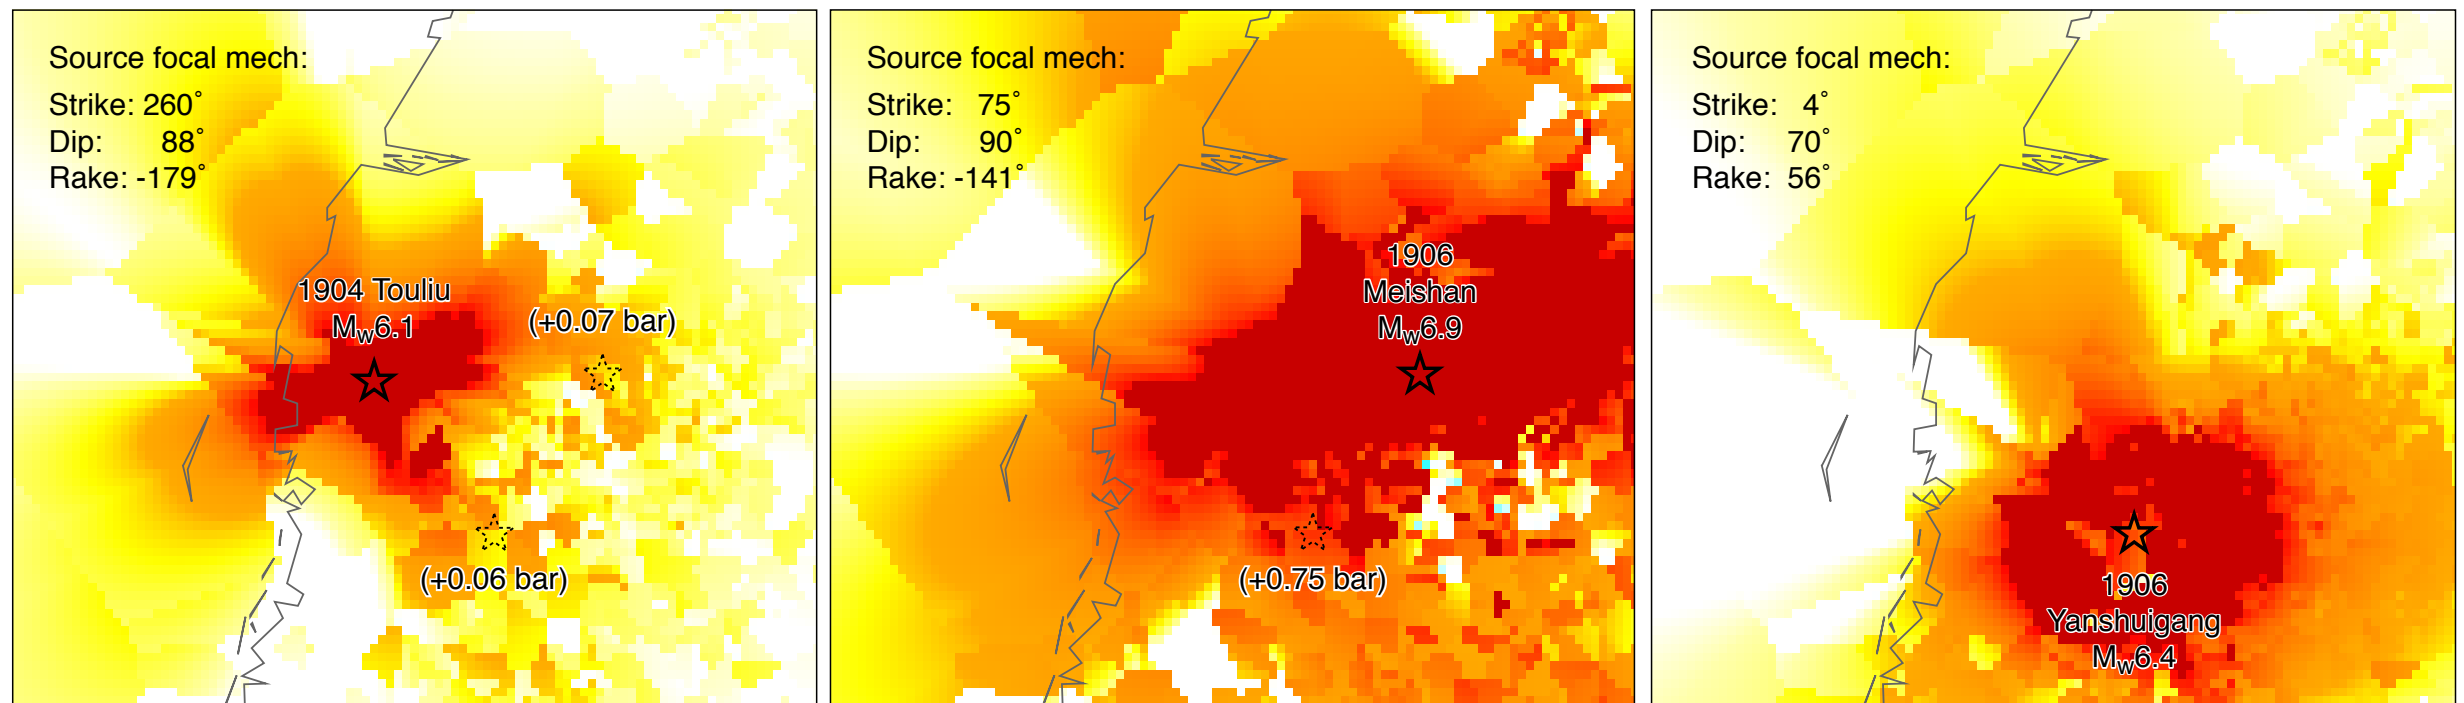 Source focal mech:
Strike: 260°
Dip: 88°
Rake: -179°
1904 Touliu
Mw6.1
(+0.07 bar)
(+0.06 bar)
Source focal mech:
Strike: 75°
Dip: 90°
Rake: -141°
1906
Meishan
Mw6.9
(+0.75 bar)
Source focal mech:
Strike: 4°
Dip: 70°
Rake: 56°
1906
Yanshuigang
Mw6.4